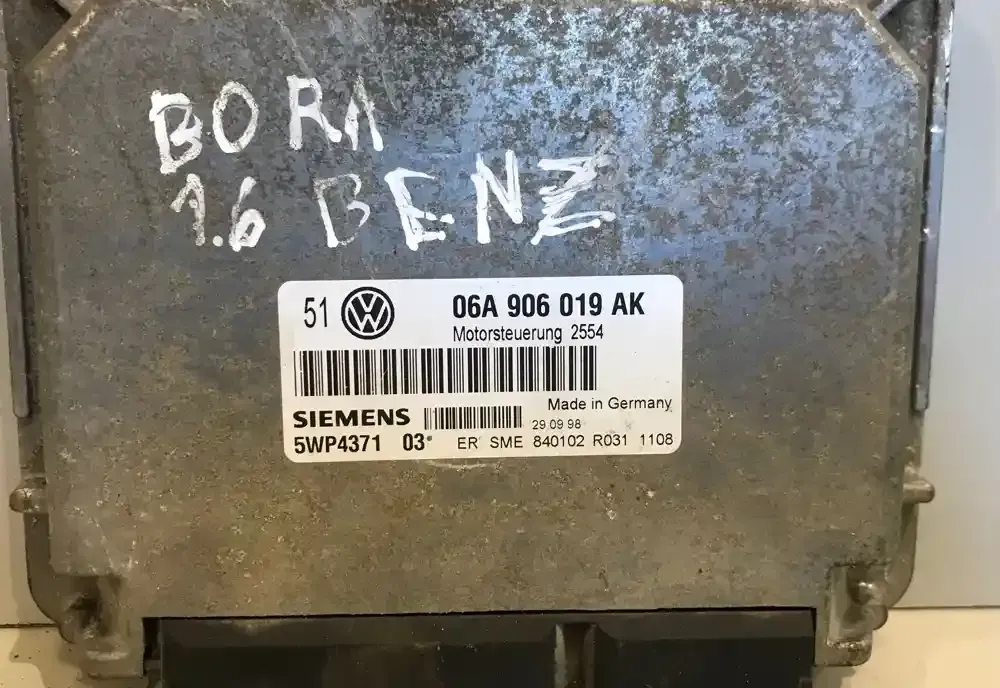 BORA
1.6 BENZ
51 VW 06A 906 019 AK
Motorsteuerung 2554
Made in Germany
SIEMENS 29.09.98
5WP4371 03* ER SME 840102 R031 1108